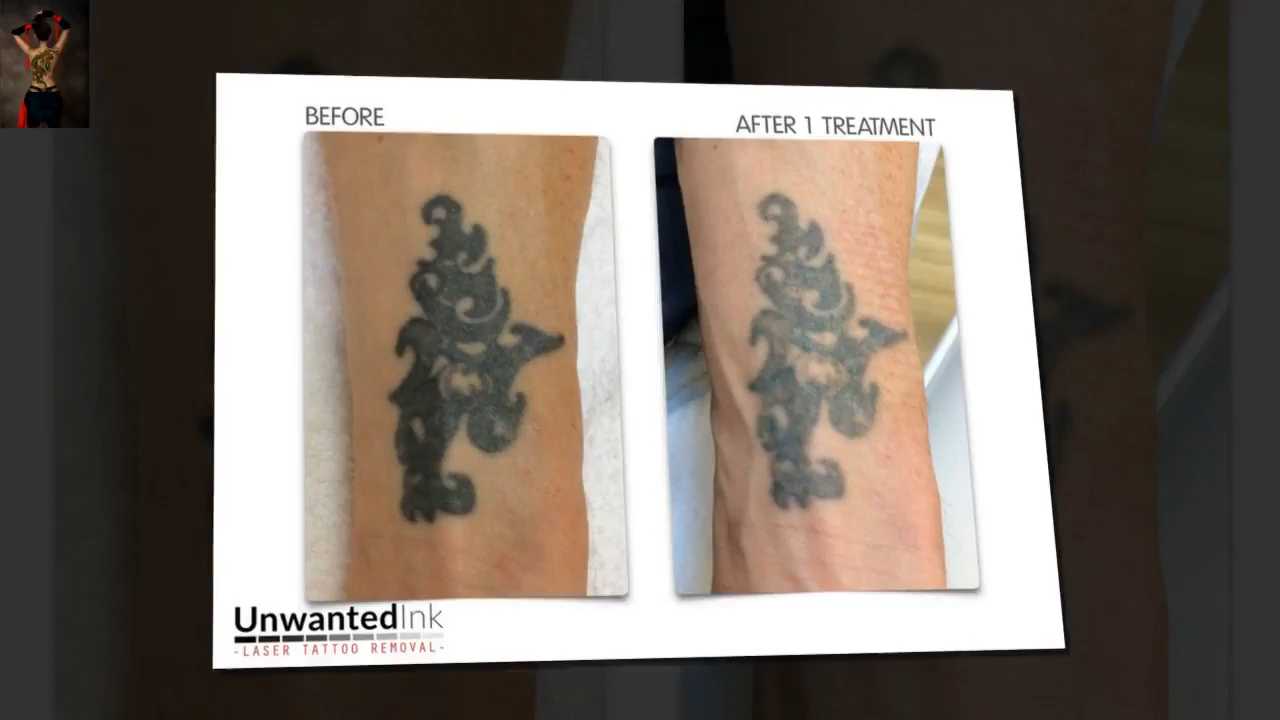 BEFORE
AFTER 1 TREATMENT
UnwantedInk
-LASER TATTOO REMOVAL-